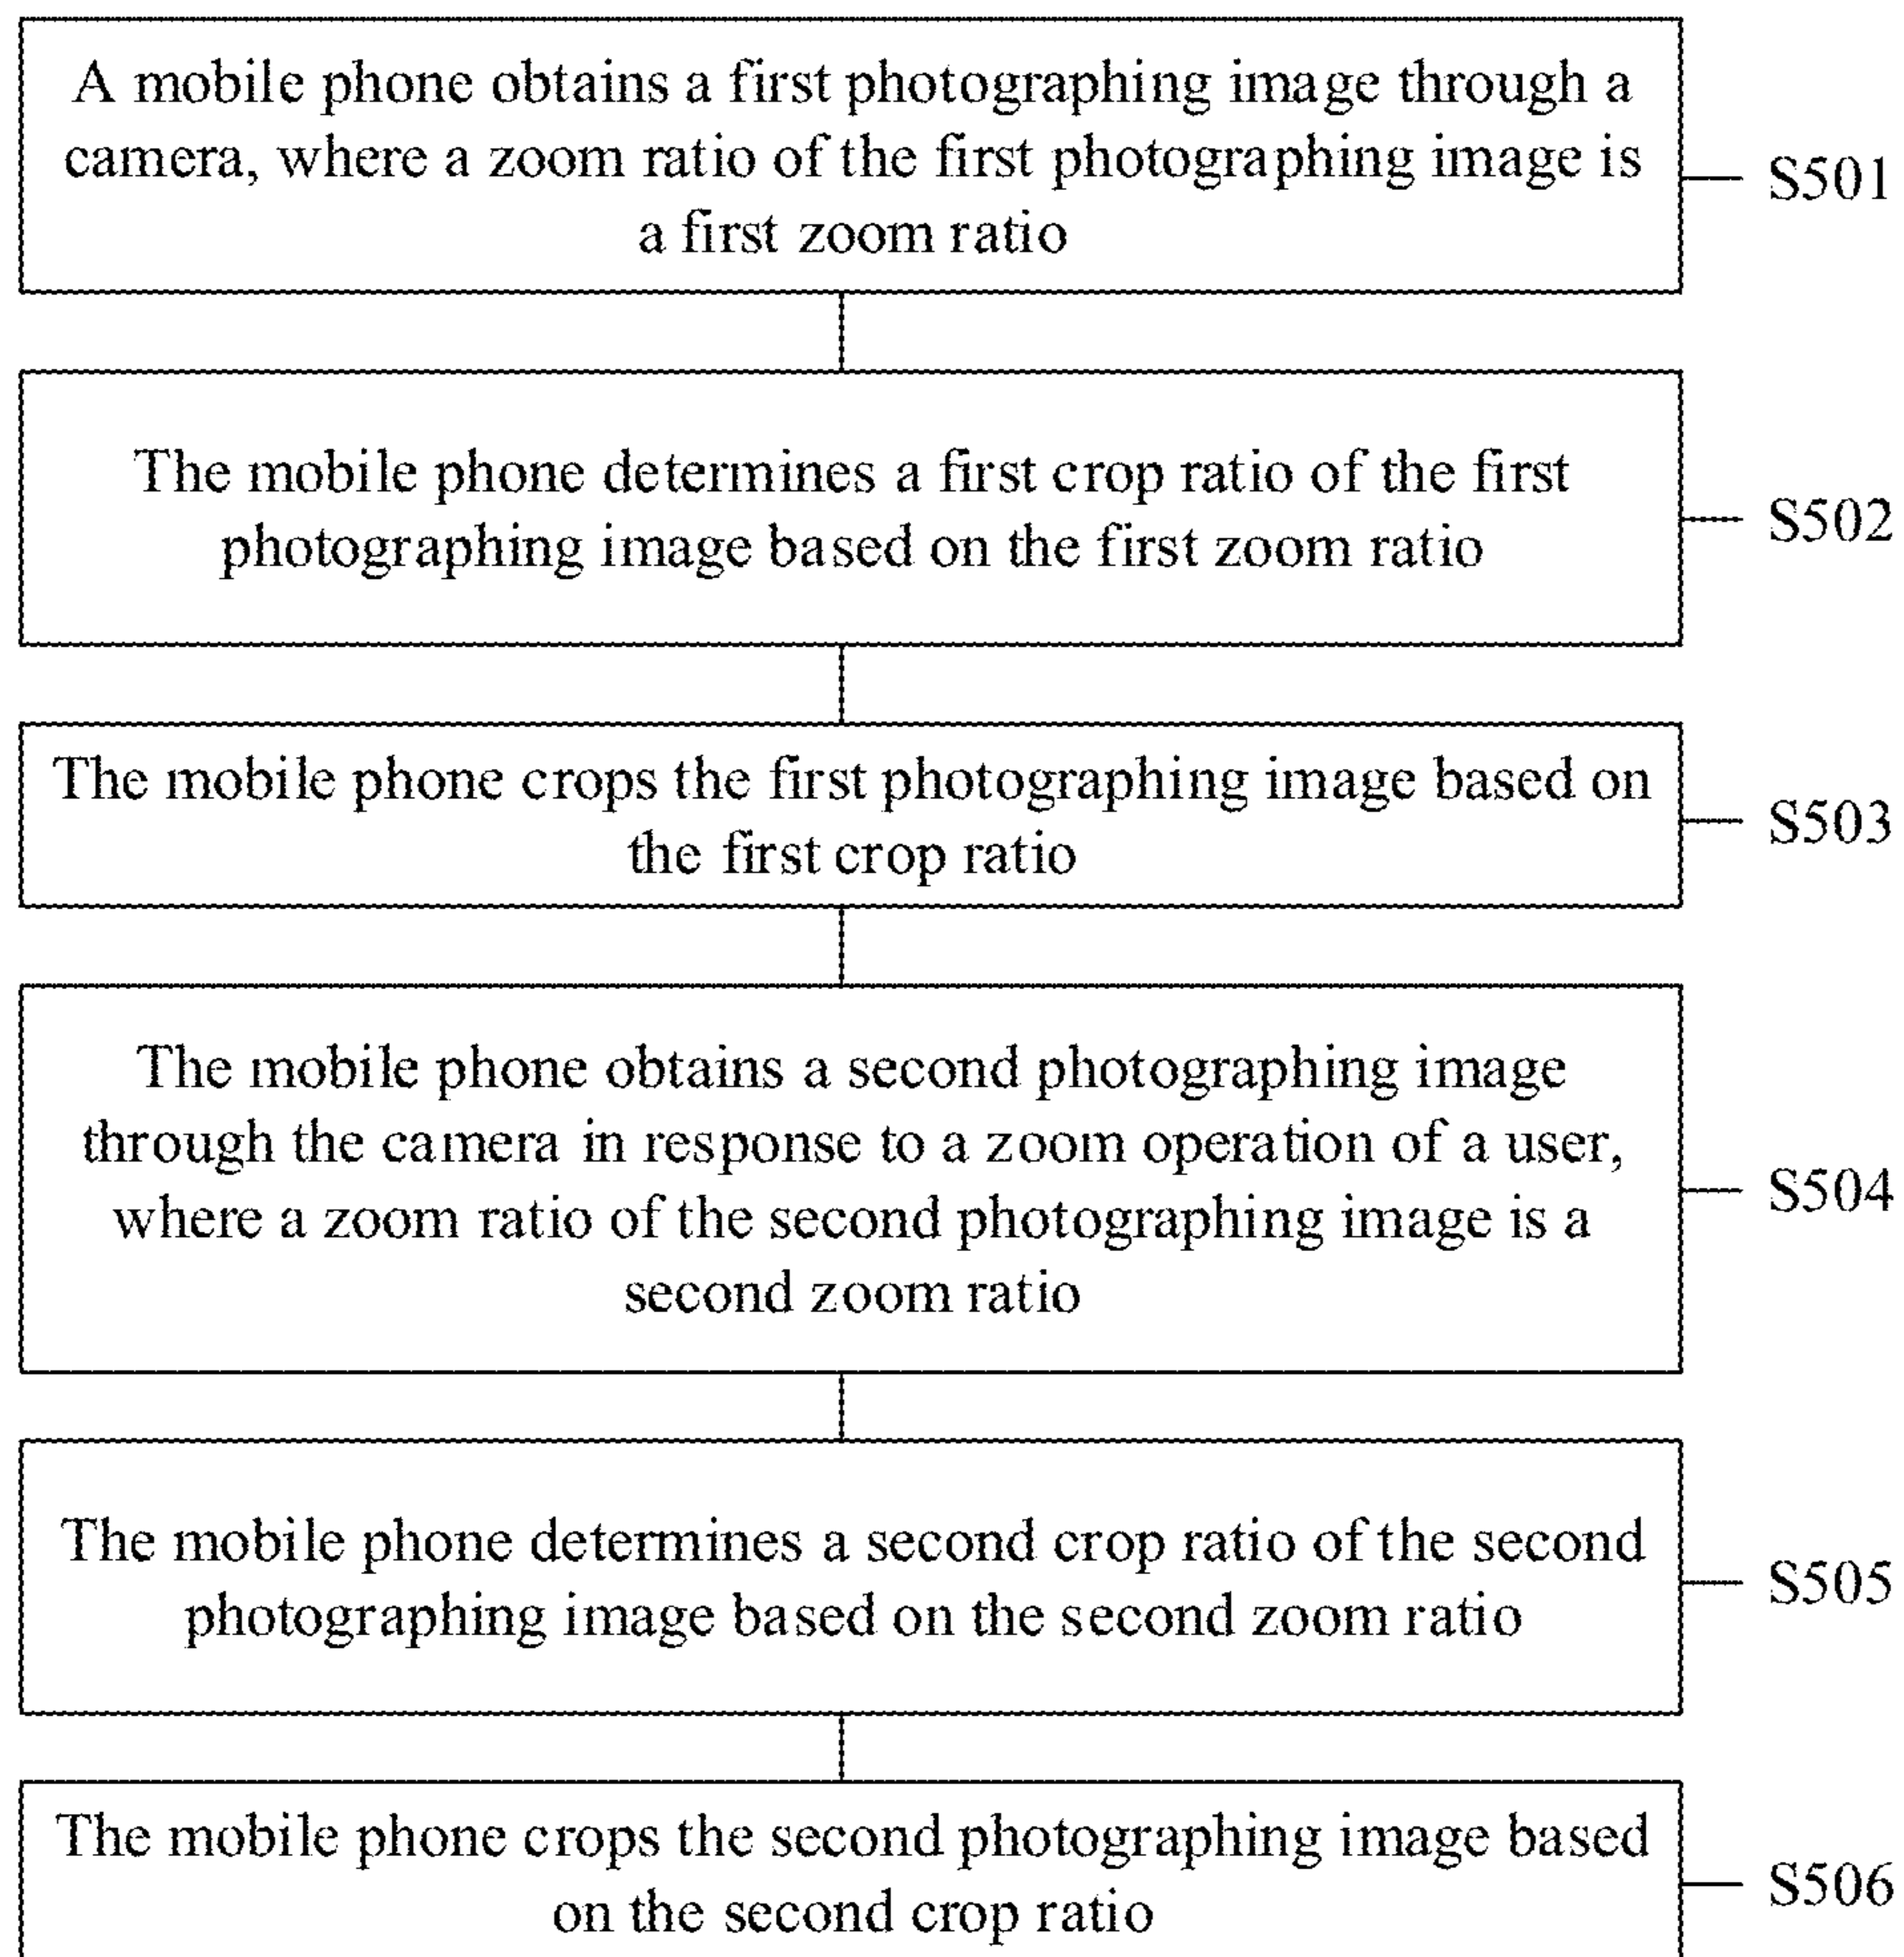 A mobile phone obtains a first photographing image through a
camera, where a zoom ratio of the first photographing image is
a first zoom ratio
S501
The mobile phone determines a first crop ratio of the first
photographing image based on the first zoom ratio
S502
The mobile phone crops the first photographing image based on
the first crop ratio
S503
The mobile phone obtains a second photographing image
through the camera in response to a zoom operation of a user,
where a zoom ratio of the second photographing image is a
second zoom ratio
S504
The mobile phone determines a second crop ratio of the second
photographing image based on the second zoom ratio
S505
The mobile phone crops the second photographing image based
on the second crop ratio
S506